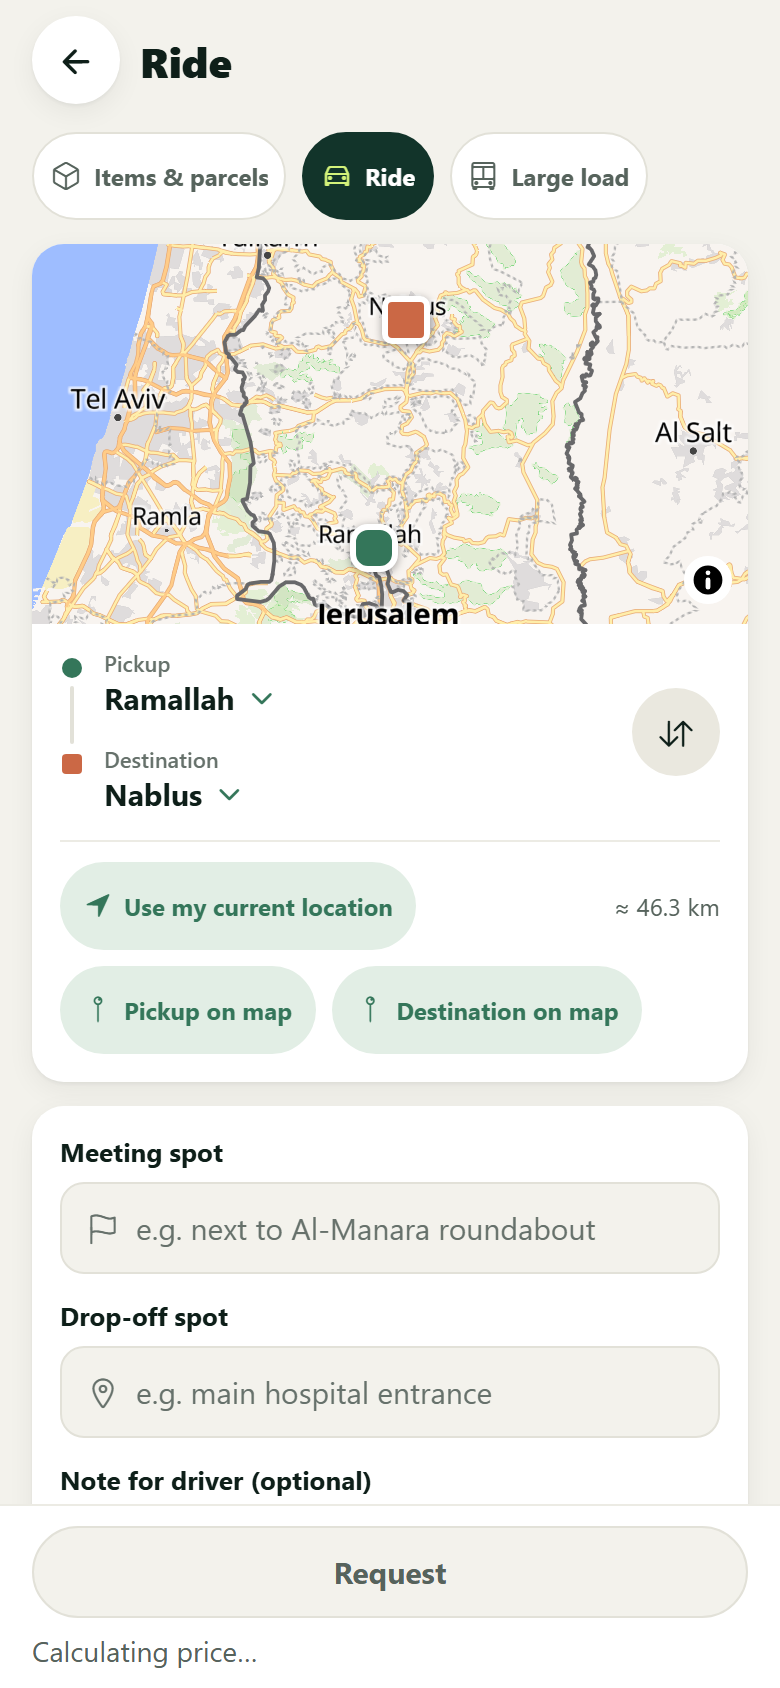 Ride
Items & parcels
Ride
Large load
Tel Aviv
Al Salt
Ramla
Jerusalem
Pickup
Ramallah
Destination
Nablus
Use my current location
≈ 46.3 km
Pickup on map
Destination on map
Meeting spot
e.g. next to Al-Manara roundabout
Drop-off spot
e.g. main hospital entrance
Note for driver (optional)
Request
Calculating price...